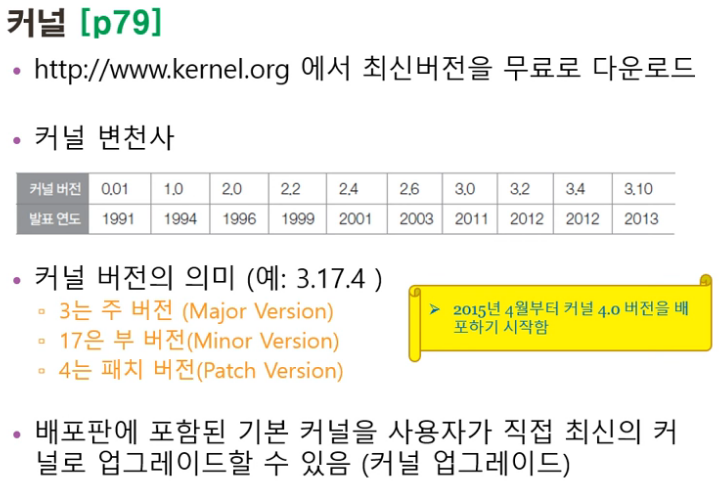 커널 [p79]
• http://www.kernel.org 에서 최신버전을 무료로 다운로드
• 커널 변천사
커널 버전 0.01 1.0 2.0 2.2 2.4 2.6 3.0 3.2 3.4 3.10
발표 연도 1991 1994 1996 1999 2001 2003 2011 2012 2012 2013
• 커널 버전의 의미 (예: 3.17.4 )
▫ 3는 주 버전 (Major Version)
▫ 17은 부 버전(Minor Version)
▫ 4는 패치 버전(Patch Version)
➢ 2015년 4월부터 커널 4.0 버전을 배
포하기 시작함
• 배포판에 포함된 기본 커널을 사용자가 직접 최신의 커
널로 업그레이드할 수 있음 (커널 업그레이드)